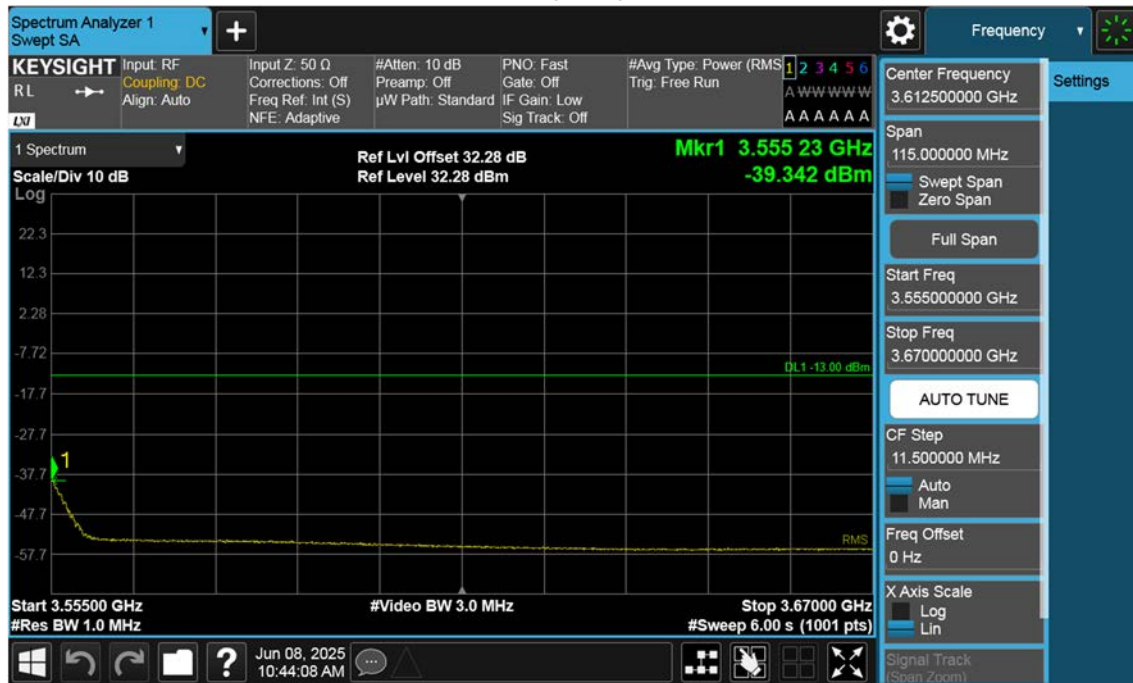 Spectrum Analyzer 1
Swept SA
Frequency
KEYSIGHT
RL
LXI
Input: RF
Coupling: DC
Align: Auto
Input Z: 50 Ω
Corrections: Off
Freq Ref: Int (S)
NFE: Adaptive
#Atten: 10 dB
Preamp: Off
µW Path: Standard
PNO: Fast
Gate: Off
IF Gain: Low
Sig Track: Off
#Avg Type: Power (RMS
Trig: Free Run
1 2 3 4 5 6
A W W W W W
A A A A A A
1 Spectrum
Scale/Div 10 dB
Ref Lvl Offset 32.28 dB
Ref Level 32.28 dBm
Mkr1 3.555 23 GHz
-39.342 dBm
Log
22.3
12.3
2.28
-7.72
-17.7
-27.7
-37.7
-47.7
-57.7
DL1 -13.00 dBm
1
RMS
Start 3.55500 GHz
#Res BW 1.0 MHz
#Video BW 3.0 MHz
Stop 3.67000 GHz
#Sweep 6.00 s (1001 pts)
Center Frequency
3.612500000 GHz
Span
115.000000 MHz
Swept Span
Zero Span
Full Span
Start Freq
3.555000000 GHz
Stop Freq
3.670000000 GHz
AUTO TUNE
CF Step
11.500000 MHz
Auto
Man
Freq Offset
0 Hz
X Axis Scale
Log
Lin
Signal Track
(Span Zoom)
Settings
?
Jun 08, 2025
10:44:08 AM